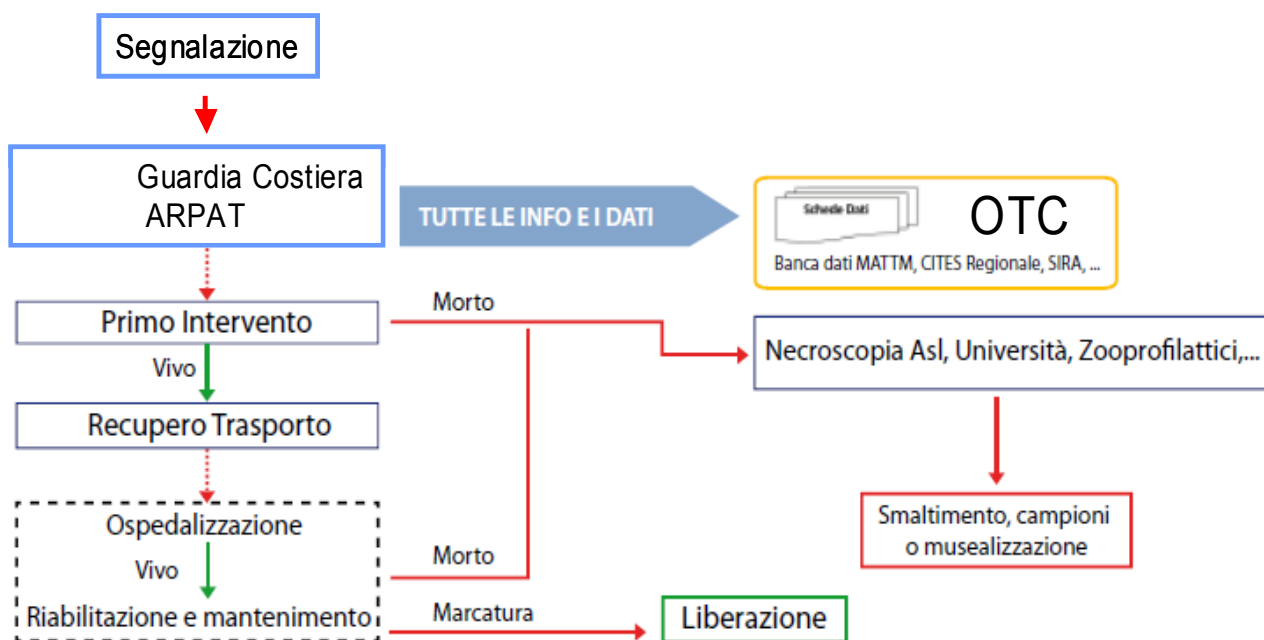 Segnalazione
Guardia Costiera
ARPAT
TUTTE LE INFO E I DATI
Schede Dati
OTC
Banca dati MATTM, CITES Regionale, SIRA, ...
Primo Intervento
Morto
Necroscopia Asl, Università, Zooprofilattici,...
Vivo
Recupero Trasporto
Ospedalizzazione
Vivo
Morto
Smaltimento, campioni
o musealizzazione
Riabilitazione e mantenimento
Marcatura
Liberazione